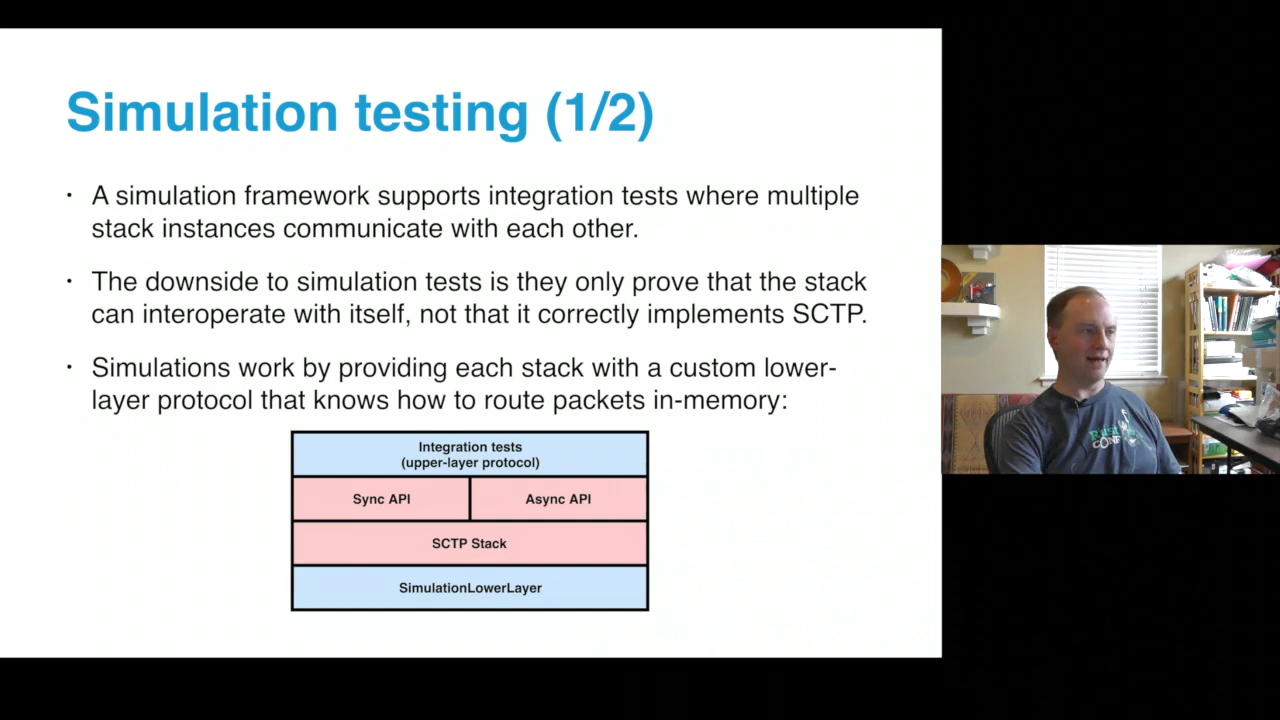 Simulation testing (1/2)
· A simulation framework supports integration tests where multiple
stack instances communicate with each other.
· The downside to simulation tests is they only prove that the stack
can interoperate with itself, not that it correctly implements SCTP.
· Simulations work by providing each stack with a custom lower-
layer protocol that knows how to route packets in-memory:
Integration tests
(upper-layer protocol)
Sync API
Async API
SCTP Stack
SimulationLowerLayer
CONF